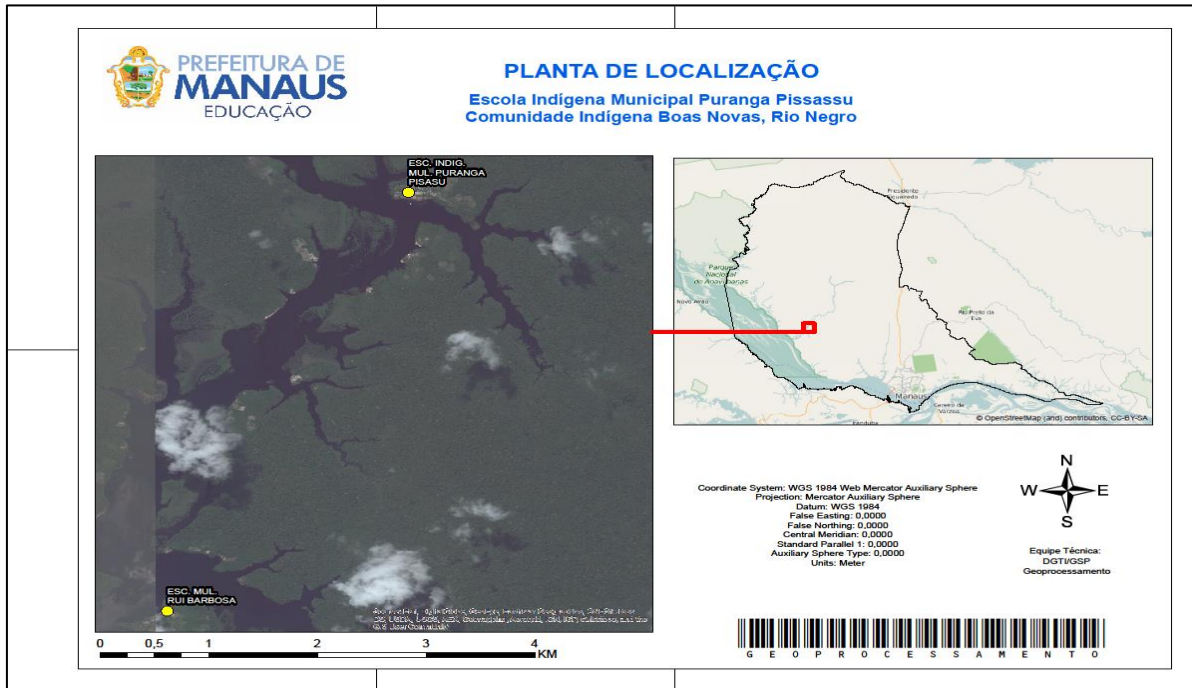 PREFEITURA DE
MANAUS
EDUCAÇÃO
PLANTA DE LOCALIZAÇÃO
Escola Indígena Municipal Puranga Pissassu
Comunidade Indígena Boas Novas, Rio Negro
ESC. INDIG.
MUL. PURANGA
PISASU
ESC. MUL.
RUI BARBOSA
0 0,5 1 2 3 4
KM
Presidente
Figueiredo
Parque
Nacional
de Anavilhanas
Novo Airão
Rio Preto da
Eva
Manaus
Careiro da
Várzea
Iranduba
© OpenStreetMap (and) contributors, CC-BY-SA
Coordinate System: WGS 1984 Web Mercator Auxiliary Sphere
Projection: Mercator Auxiliary Sphere
Datum: WGS 1984
False Easting: 0,0000
False Northing: 0,0000
Central Meridian: 0,0000
Standard Parallel 1: 0,0000
Auxiliary Sphere Type: 0,0000
Units: Meter
N
W E
S
Equipe Técnica:
DGTI/GSP
Geoprocessamento
GEOPROCESSAMENTO